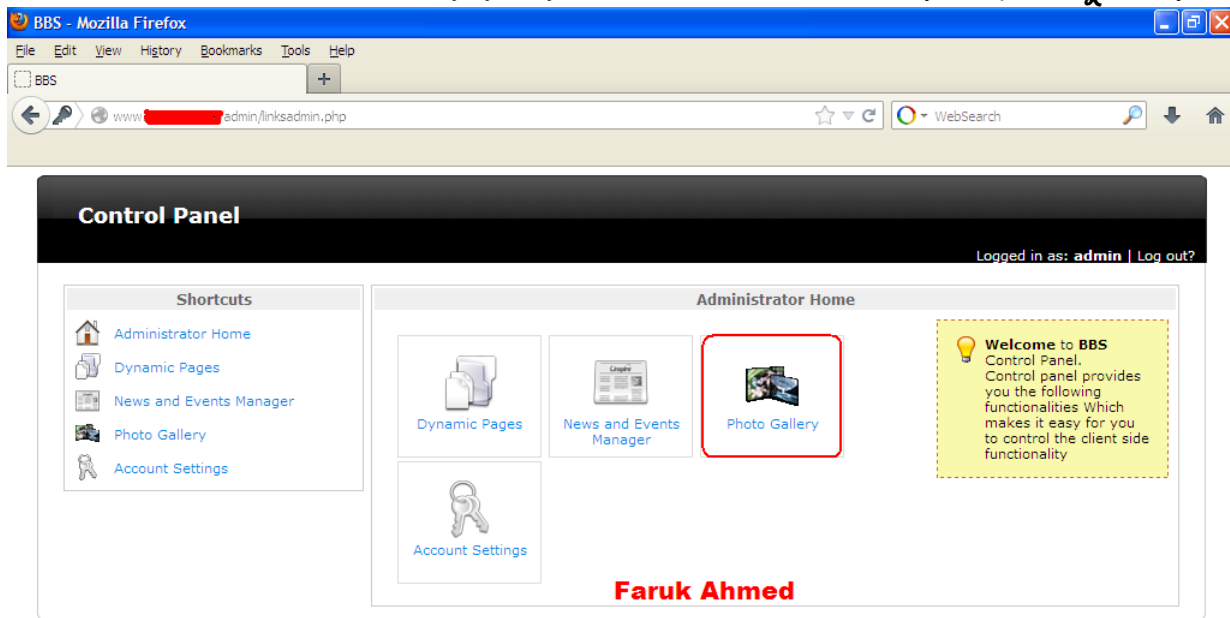 BBS - Mozilla Firefox
File Edit View History Bookmarks Tools Help
BBS
www /admin/linksadmin.php
WebSearch
Control Panel
Logged in as: admin | Log out?
Shortcuts
Administrator Home
Dynamic Pages
News and Events Manager
Photo Gallery
Account Settings
Administrator Home
Dynamic Pages
News and Events Manager
Photo Gallery
Account Settings
Welcome to BBS
Control Panel.
Control panel provides
you the following
functionalities Which
makes it easy for you
to control the client side
functionality
Faruk Ahmed